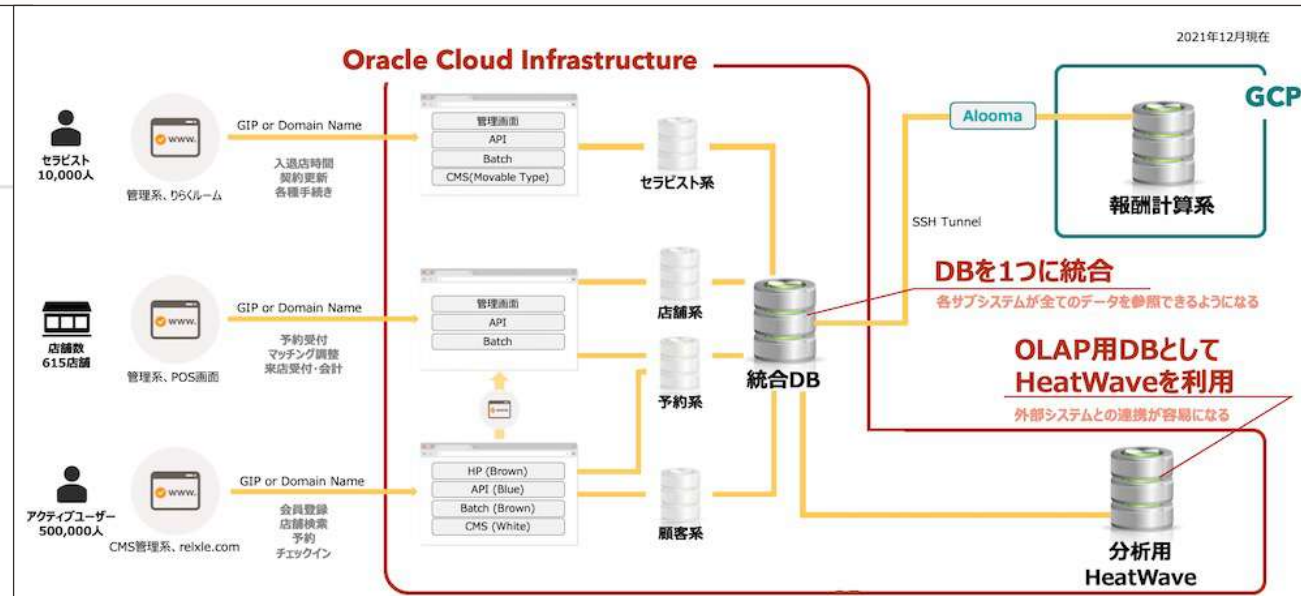 2021年12月現在
Oracle Cloud Infrastructure
GCP
Alooma
報酬計算系
SSH Tunnel
セラピスト
10,000人
www.
管理系、りらくルーム
GIP or Domain Name
入退店時間
契約更新
各種手続き
管理画面
API
Batch
CMS(Movable Type)
セラピスト系
店舗数
615店舗
www.
管理系、POS画面
GIP or Domain Name
予約受付
マッチング調整
来店受付・会計
管理画面
API
Batch
店舗系
予約系
統合DB
DBを1つに統合
各サブシステムが全てのデータを参照できるようになる
OLAP用DBとして
HeatWaveを利用
外部システムとの連携が容易になる
アクティブユーザー
500,000人
www.
CMS管理系、relxle.com
GIP or Domain Name
会員登録
店舗検索
予約
チェックイン
HP (Brown)
API (Blue)
Batch (Brown)
CMS (White)
顧客系
分析用
HeatWave